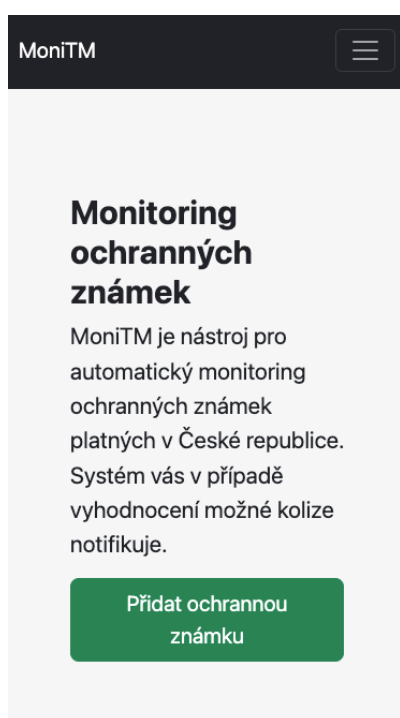 MoniTM
Monitoring
ochranných
známek
MoniTM je nástroj pro
automatický monitoring
ochranných známek
platných v České republice.
Systém vás v případě
vyhodnocení možné kolize
notifikuje.
Přidat ochrannou
známku